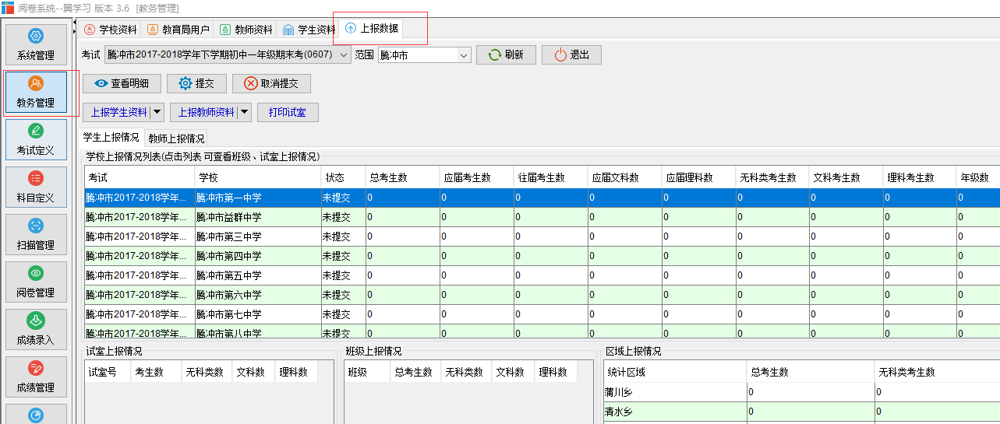 阅卷系统--翼学习 版本 3.6 [教务管理]
系统管理
教务管理
考试定义
科目定义
扫描管理
阅卷管理
成绩录入
成绩管理
学校资料 教育局用户 教师资料 学生资料 上报数据
考试 腾冲市2017-2018学年下学期初中一年级期末考(0607) 范围 腾冲市 刷新 退出
查看明细 提交 取消提交
上报学生资料 上报教师资料 打印试室
学生上报情况 教师上报情况
学校上报情况列表(点击列表 可查看班级、试室上报情况)
考试 学校 状态 总考生数 应届考生数 往届考生数 应届文科数 应届理科数 无科类考生数 文科考生数 理科考生数 年级数
腾冲市2017-2018学年... 腾冲市第一中学 未提交 0 0 0 0 0 0 0 0 0
腾冲市2017-2018学年... 腾冲市益群中学 未提交 0 0 0 0 0 0 0 0 0
腾冲市2017-2018学年... 腾冲市第三中学 未提交 0 0 0 0 0 0 0 0 0
腾冲市2017-2018学年... 腾冲市第四中学 未提交 0 0 0 0 0 0 0 0 0
腾冲市2017-2018学年... 腾冲市第五中学 未提交 0 0 0 0 0 0 0 0 0
腾冲市2017-2018学年... 腾冲市第六中学 未提交 0 0 0 0 0 0 0 0 0
腾冲市2017-2018学年... 腾冲市第七中学 未提交 0 0 0 0 0 0 0 0 0
腾冲市2017-2018学年... 腾冲市第八中学 未提交 0 0 0 0 0 0 0 0 0
试室上报情况
试室号 考生数 无科类数 文科数 理科数
班级上报情况
班级 总考生数 无科类数 文科数 理科数
区域上报情况
统计区域 总考生数 无科类考生数
蒲川乡 0 0
清水乡 0 0